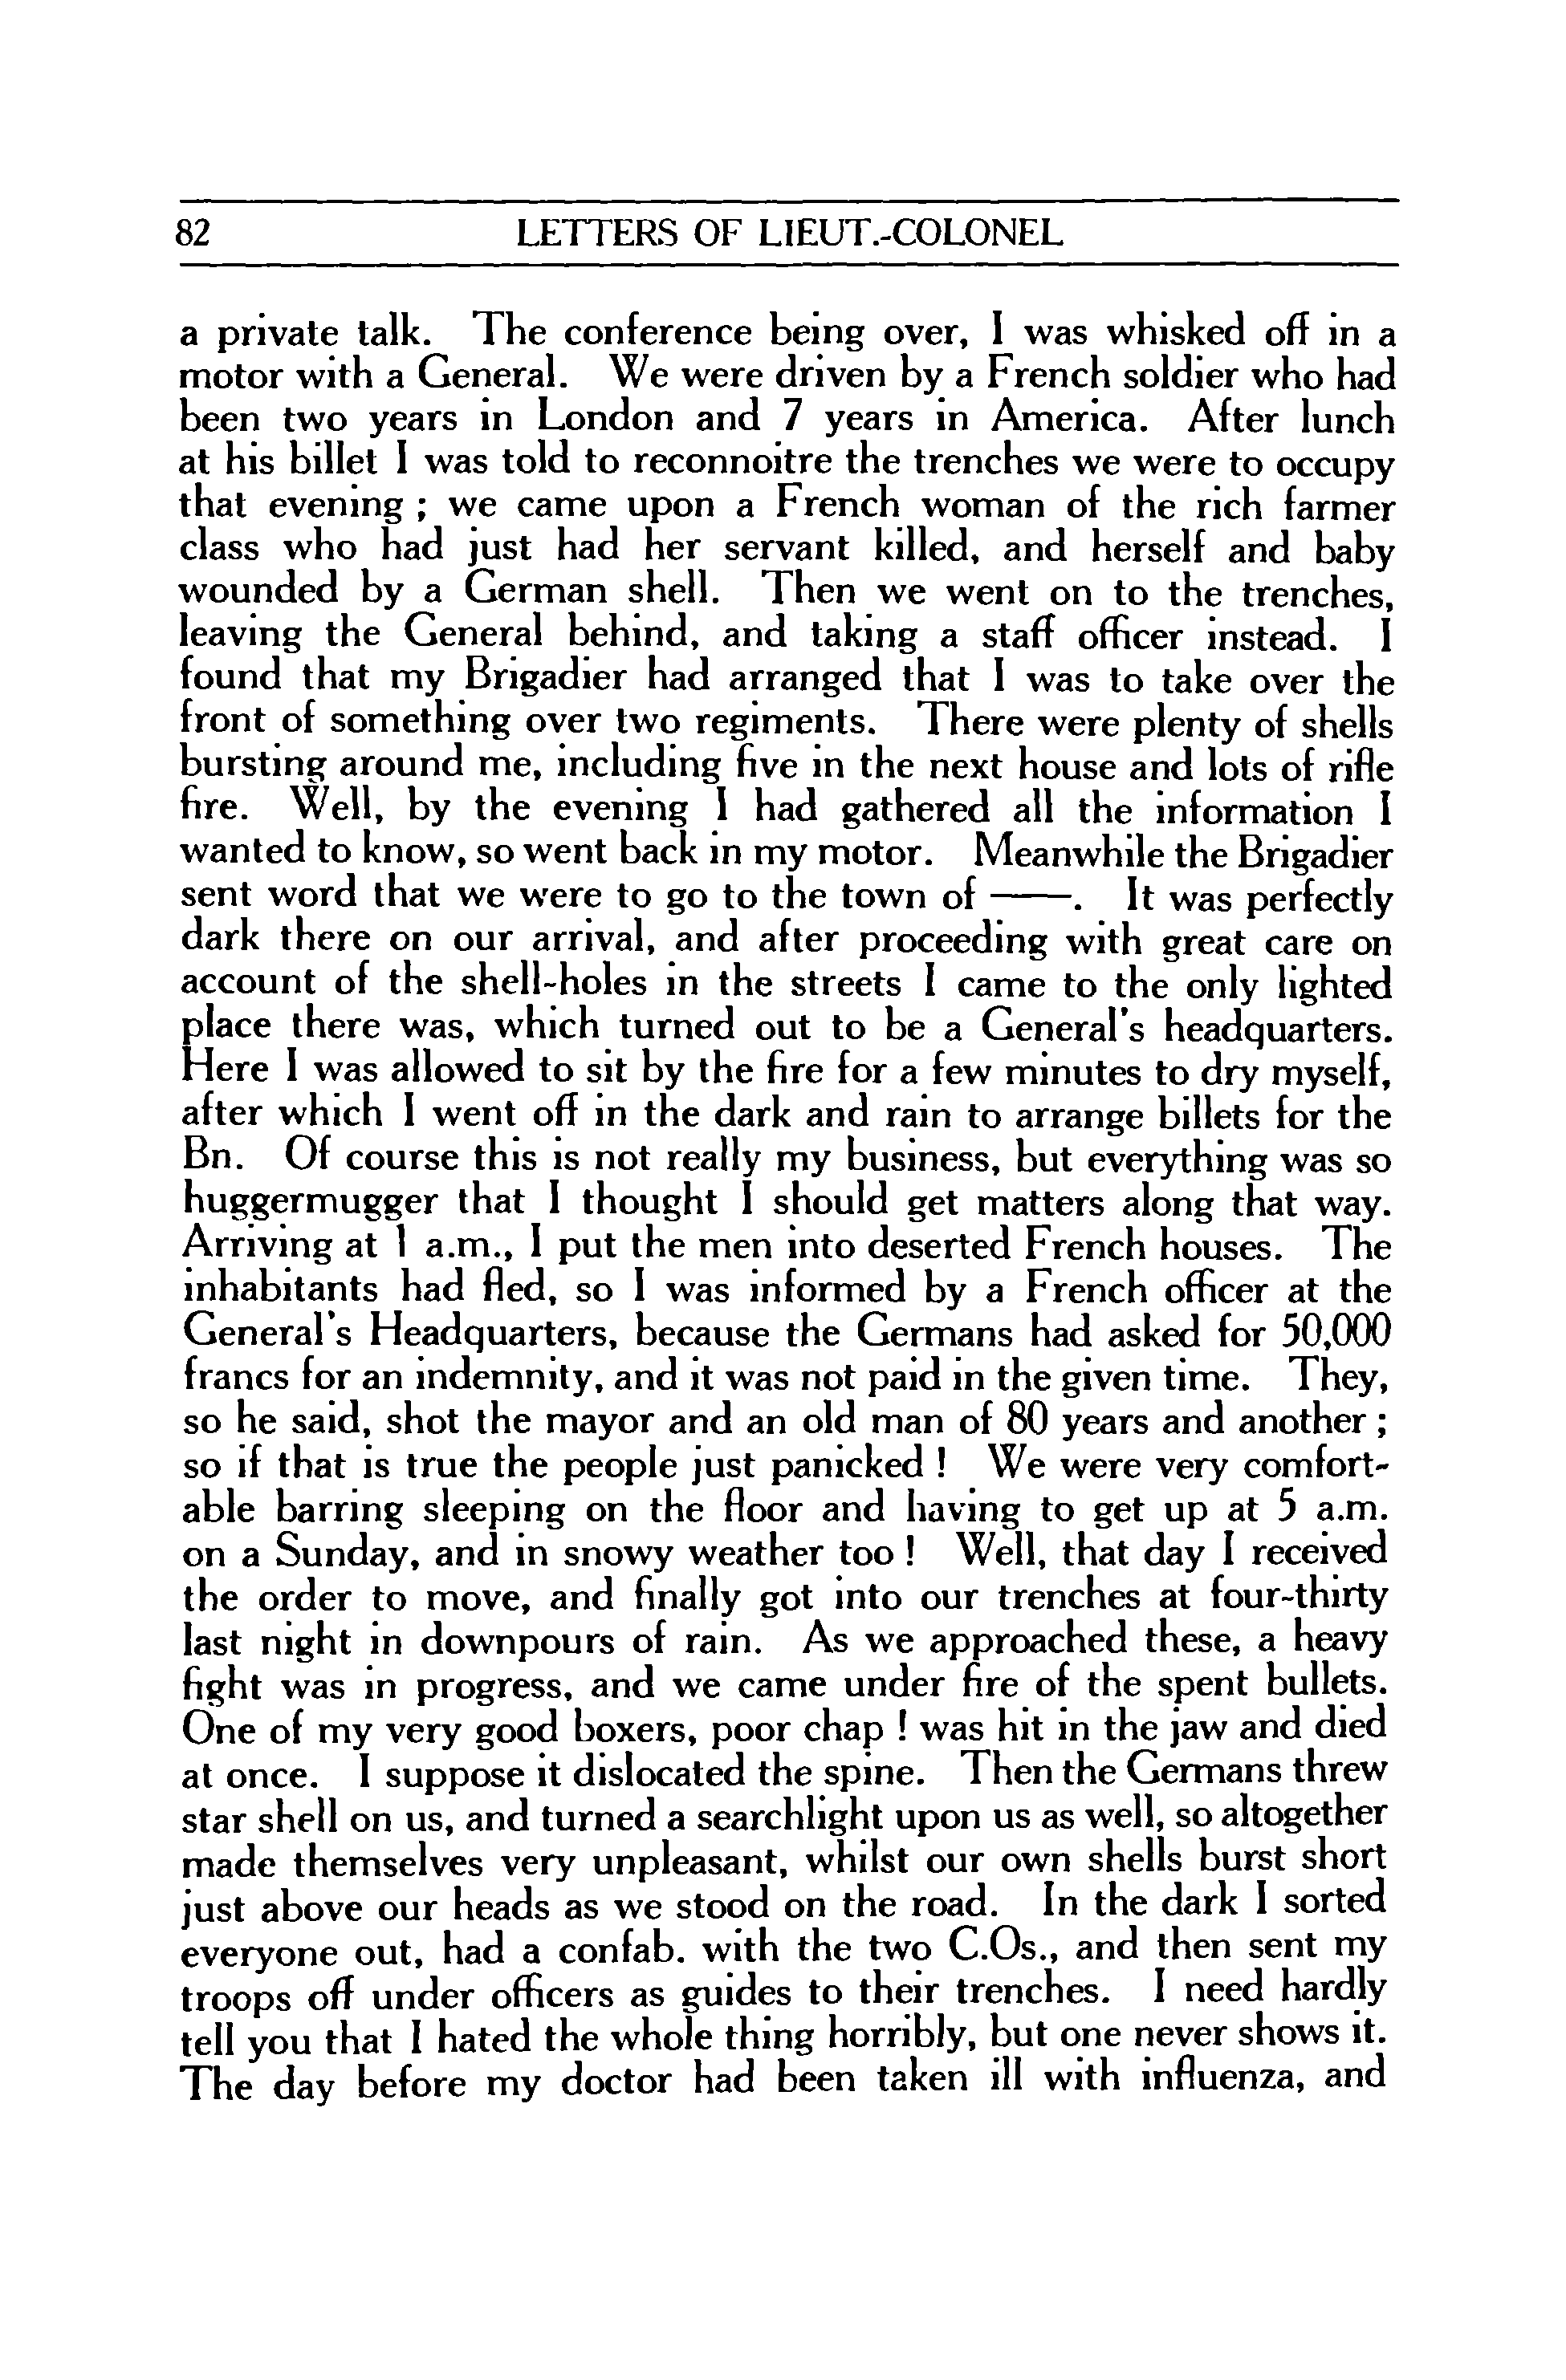 82 LETTERS OF LIEUT.-COLONEL
a private talk. The conference being over, I was whisked off in a
motor with a General. We were driven by a French soldier who had
been two years in London and 7 years in America. After lunch
at his billet I was told to reconnoitre the trenches we were to occupy
that evening ; we came upon a French woman of the rich farmer
class who had just had her servant killed, and herself and baby
wounded by a German shell. Then we went on to the trenches,
leaving the General behind, and taking a staff officer instead. I
found that my Brigadier had arranged that I was to take over the
front of something over two regiments. There were plenty of shells
bursting around me, including five in the next house and lots of rifle
fire. Well, by the evening I had gathered all the information I
wanted to know, so went back in my motor. Meanwhile the Brigadier
sent word that we were to go to the town of ——. It was perfectly
dark there on our arrival, and after proceeding with great care on
account of the shell-holes in the streets I came to the only lighted
place there was, which turned out to be a General's headquarters.
Here I was allowed to sit by the fire for a few minutes to dry myself,
after which I went off in the dark and rain to arrange billets for the
Bn. Of course this is not really my business, but everything was so
huggermugger that I thought I should get matters along that way.
Arriving at 1 a.m., I put the men into deserted French houses. The
inhabitants had fled, so I was informed by a French officer at the
General's Headquarters, because the Germans had asked for 50,000
francs for an indemnity, and it was not paid in the given time. They,
so he said, shot the mayor and an old man of 80 years and another ;
so if that is true the people just panicked ! We were very comfort-
able barring sleeping on the floor and having to get up at 5 a.m.
on a Sunday, and in snowy weather too ! Well, that day I received
the order to move, and finally got into our trenches at four-thirty
last night in downpours of rain. As we approached these, a heavy
fight was in progress, and we came under fire of the spent bullets.
One of my very good boxers, poor chap ! was hit in the jaw and died
at once. I suppose it dislocated the spine. Then the Germans threw
star shell on us, and turned a searchlight upon us as well, so altogether
made themselves very unpleasant, whilst our own shells burst short
just above our heads as we stood on the road. In the dark I sorted
everyone out, had a confab. with the two C.Os., and then sent my
troops off under officers as guides to their trenches. I need hardly
tell you that I hated the whole thing horribly, but one never shows it.
The day before my doctor had been taken ill with influenza, and